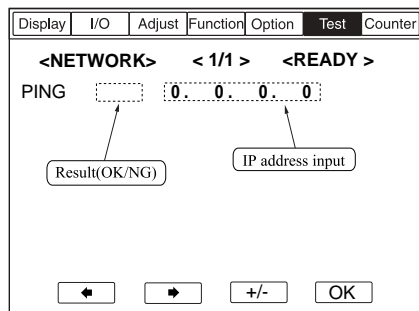 Display I/O Adjust Function Option Test Counter
<NETWORK> < 1/1 > <READY >
PING 0. 0. 0. 0
Result(OK/NG) IP address input
+/- OK